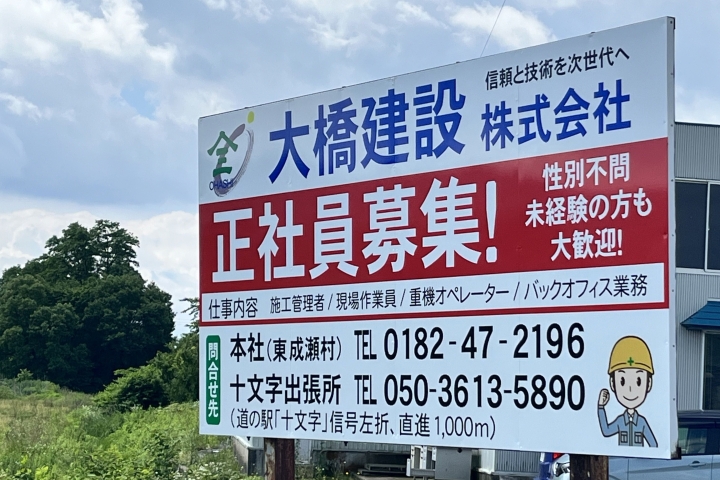 信頼と技術を次世代へ
OHASHI
大橋建設 株式会社
正社員募集!
性別不問
未経験の方も
大歓迎!
仕事内容 施工管理者/現場作業員/重機オペレーター/バックオフィス業務
問合せ先
本社(東成瀬村) TEL 0182-47-2196
十文字出張所 TEL 050-3613-5890
(道の駅「十文字」信号左折、直進1,000m)